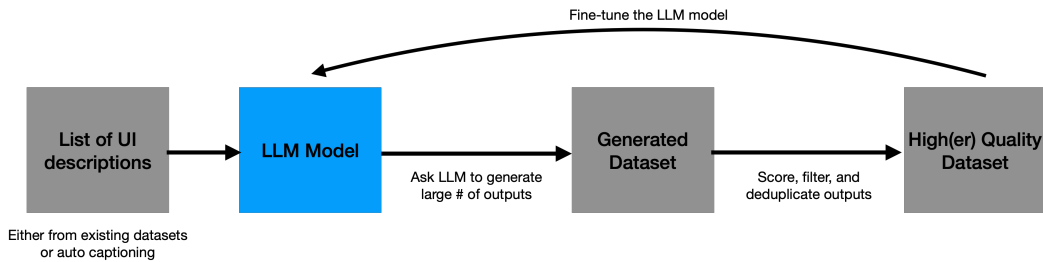 Fine-tune the LLM model
List of UI
descriptions
LLM Model
Generated
Dataset
High(er) Quality
Dataset
Ask LLM to generate
large # of outputs
Score, filter, and
deduplicate outputs
Either from existing datasets
or auto captioning